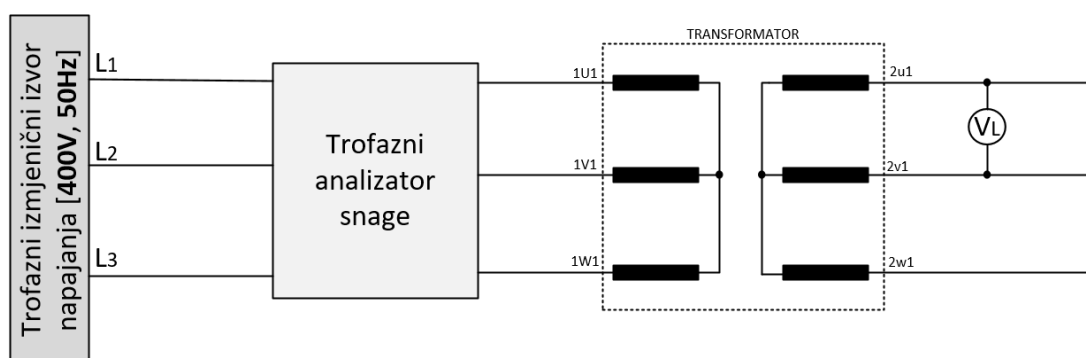 Trofazni izmjenični izvor
napajanja [400V, 50Hz]
L1
L2
L3
Trofazni
analizator
snage
TRANSFORMATOR
1U1
1V1
1W1
2u1
2v1
2w1
VL